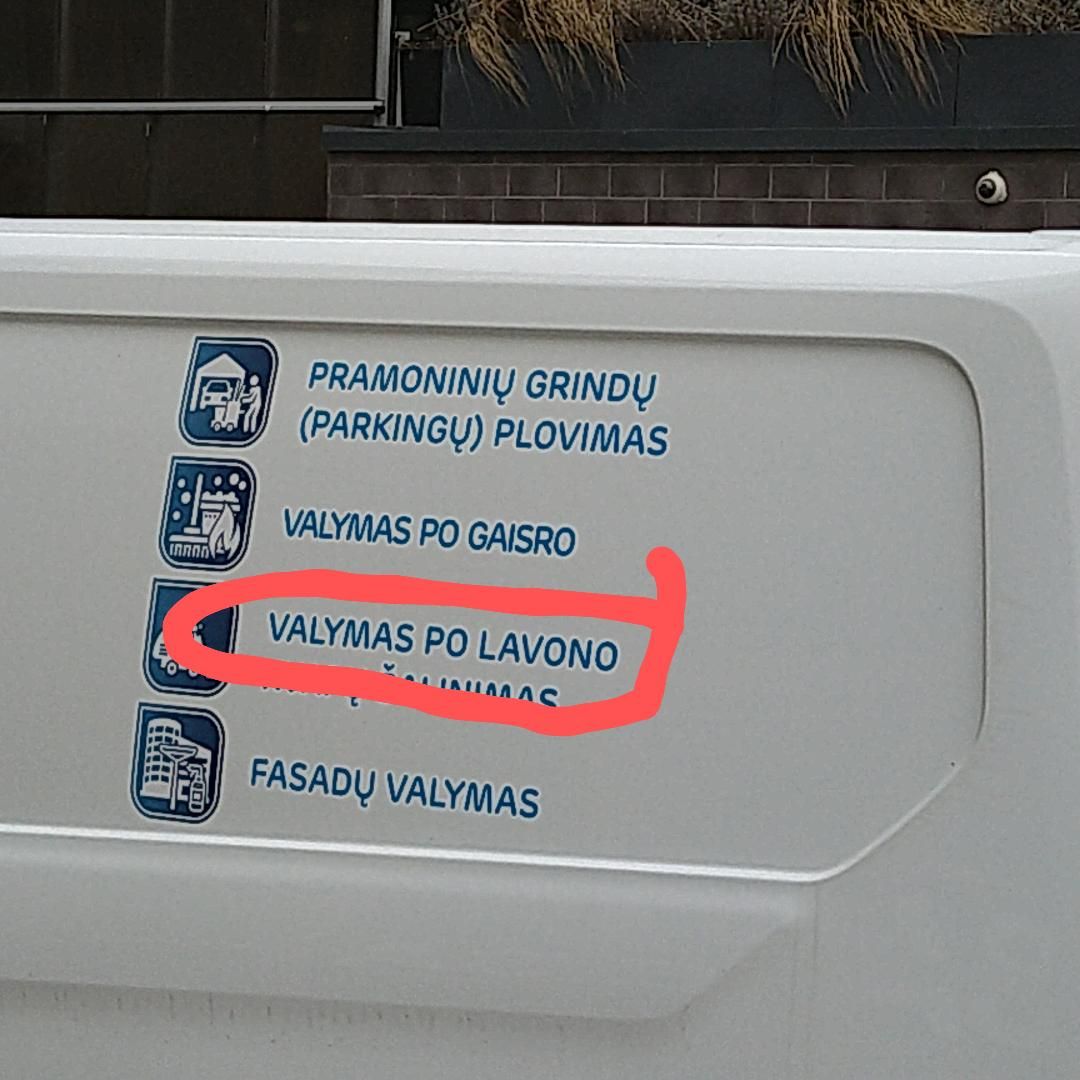 PRAMONINIŲ GRINDŲ
(PARKINGŲ) PLOVIMAS
VALYMAS PO GAISRO
VALYMAS PO LAVONO
FASADŲ VALYMAS